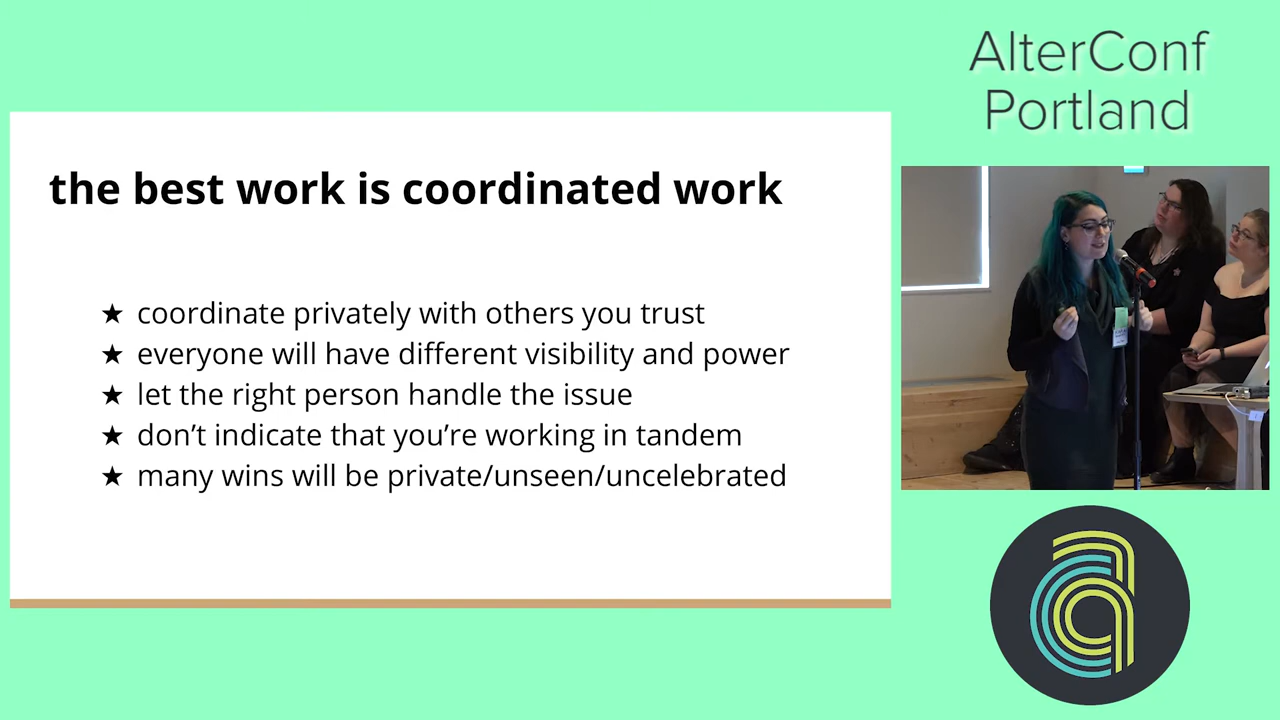 AlterConf
Portland
the best work is coordinated work
★ coordinate privately with others you trust
★ everyone will have different visibility and power
★ let the right person handle the issue
★ don't indicate that you're working in tandem
★ many wins will be private/unseen/uncelebrated